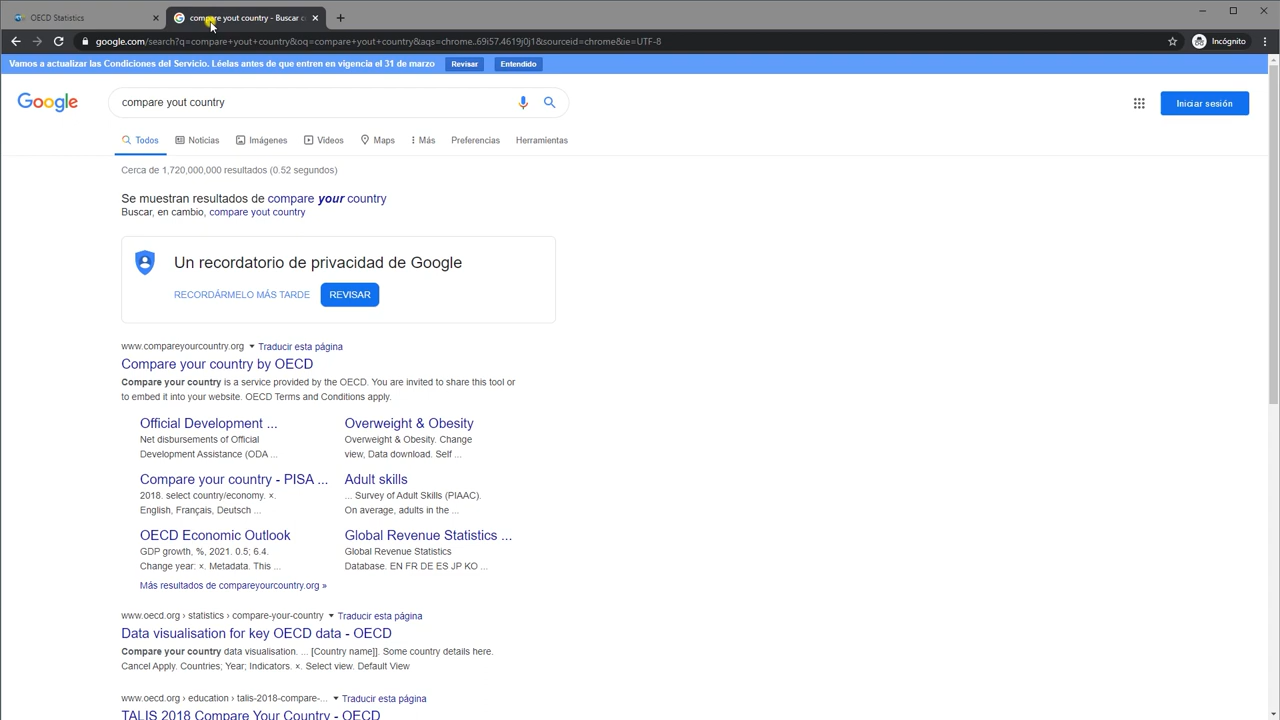 OECD Statistics
compare yout country - Buscar c
google.com/search?q=compare+yout+country&oq=compare+yout+country&aqs=chrome..69i57.4619j0j1&sourceid=chrome&ie=UTF-8
Incógnito
Vamos a actualizar las Condiciones del Servicio. Léelas antes de que entren en vigencia el 31 de marzo
Revisar
Entendido
Google
compare yout country
Iniciar sesión
Todos
Noticias
Imágenes
Videos
Maps
Más
Preferencias
Herramientas
Cerca de 1,720,000,000 resultados (0.52 segundos)
Se muestran resultados de compare your country
Buscar, en cambio, compare yout country
Un recordatorio de privacidad de Google
RECORDÁRMELO MÁS TARDE
REVISAR
www.compareyourcountry.org
Traducir esta página
Compare your country by OECD
Compare your country is a service provided by the OECD. You are invited to share this tool or
to embed it into your website. OECD Terms and Conditions apply.
Official Development ...
Net disbursements of Official
Development Assistance (ODA ...
Overweight & Obesity
Overweight & Obesity. Change
view, Data download. Self ...
Compare your country - PISA ...
2018. select country/economy. ×.
English, Français, Deutsch ...
Adult skills
... Survey of Adult Skills (PIAAC).
On average, adults in the ...
OECD Economic Outlook
GDP growth, %, 2021. 0.5; 6.4.
Change year: ×. Metadata. This ...
Global Revenue Statistics ...
Global Revenue Statistics
Database. EN FR DE ES JP KO ...
Más resultados de compareyourcountry.org »
www.oecd.org › statistics › compare-your-country
Traducir esta página
Data visualisation for key OECD data - OECD
Compare your country data visualisation. ... [Country name]]. Some country details here.
Cancel Apply. Countries; Year; Indicators. ×. Select view. Default View
www.oecd.org › education › talis-2018-compare-...
Traducir esta página
TALIS 2018 Compare Your Country - OECD